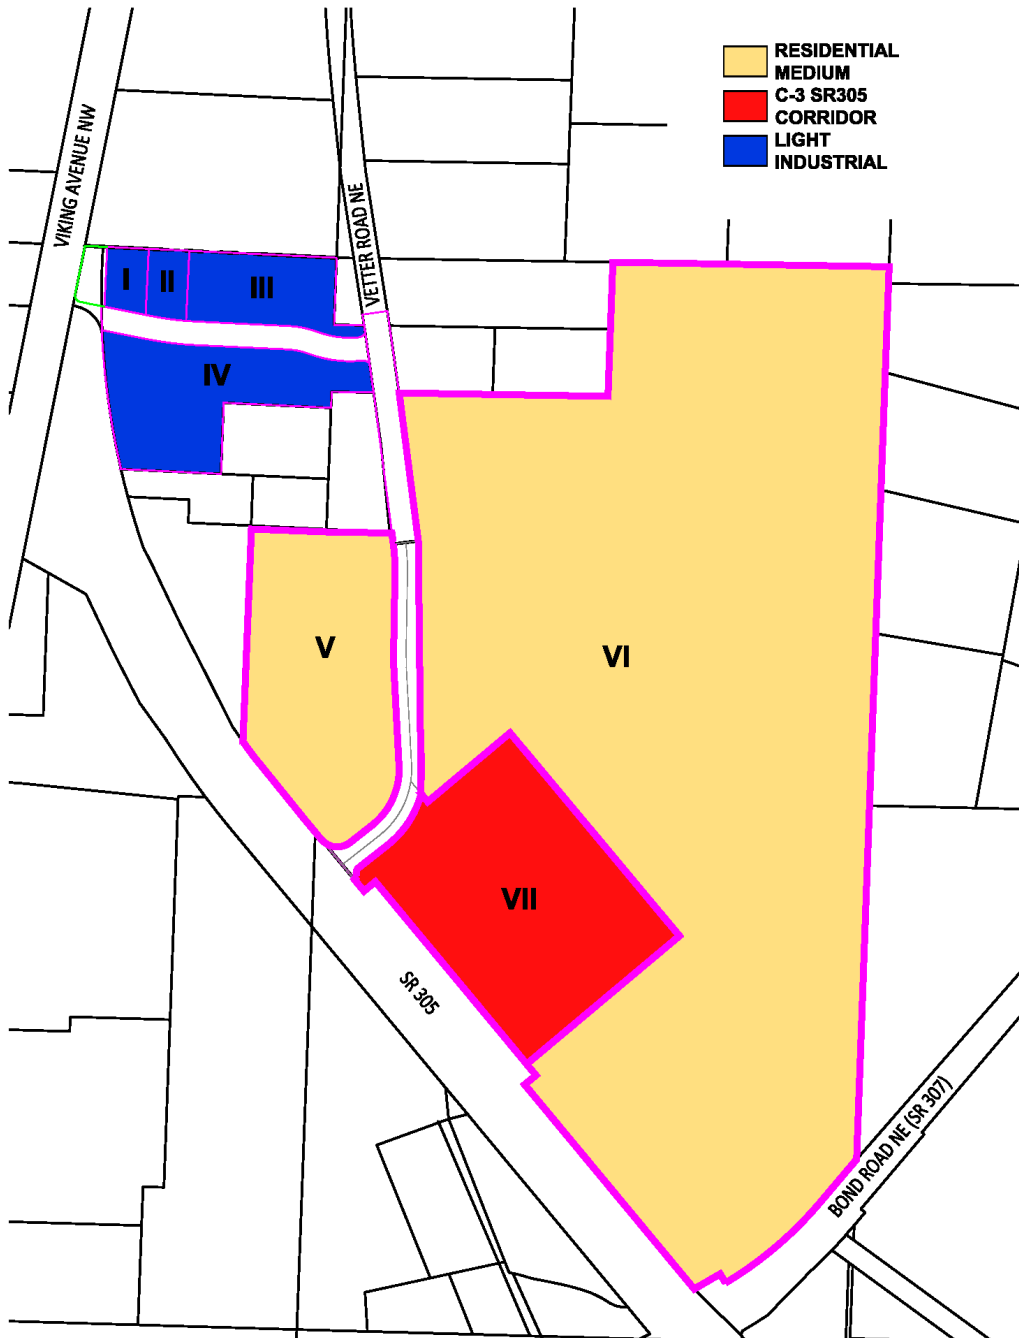 RESIDENTIAL
MEDIUM
C-3 SR305
CORRIDOR
LIGHT
INDUSTRIAL
VIKING AVENUE NW
VETTER ROAD NE
I
II
III
IV
V
VI
VII
SR 305
BOND ROAD NE (SR 307)